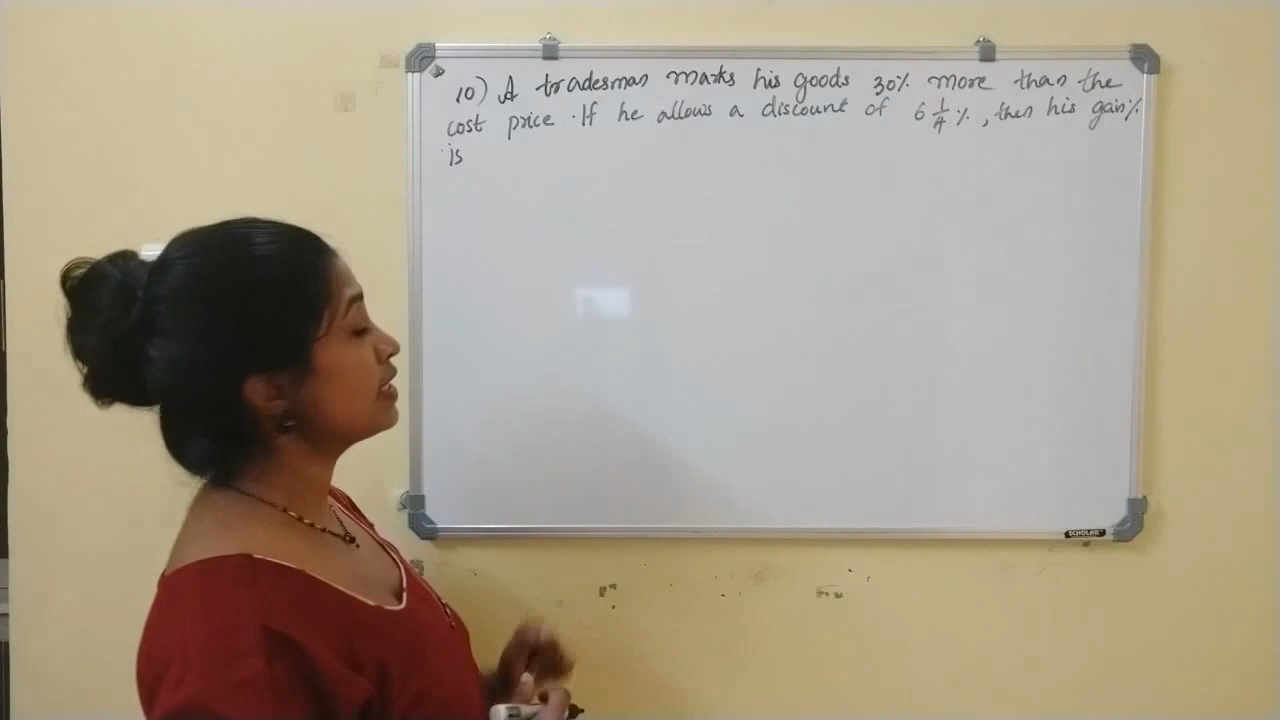 10) A tradesman marks his goods 30% more than the
cost price. If he allows a discount of 6 1/4 %, then his gain%
is
SCHOLAR